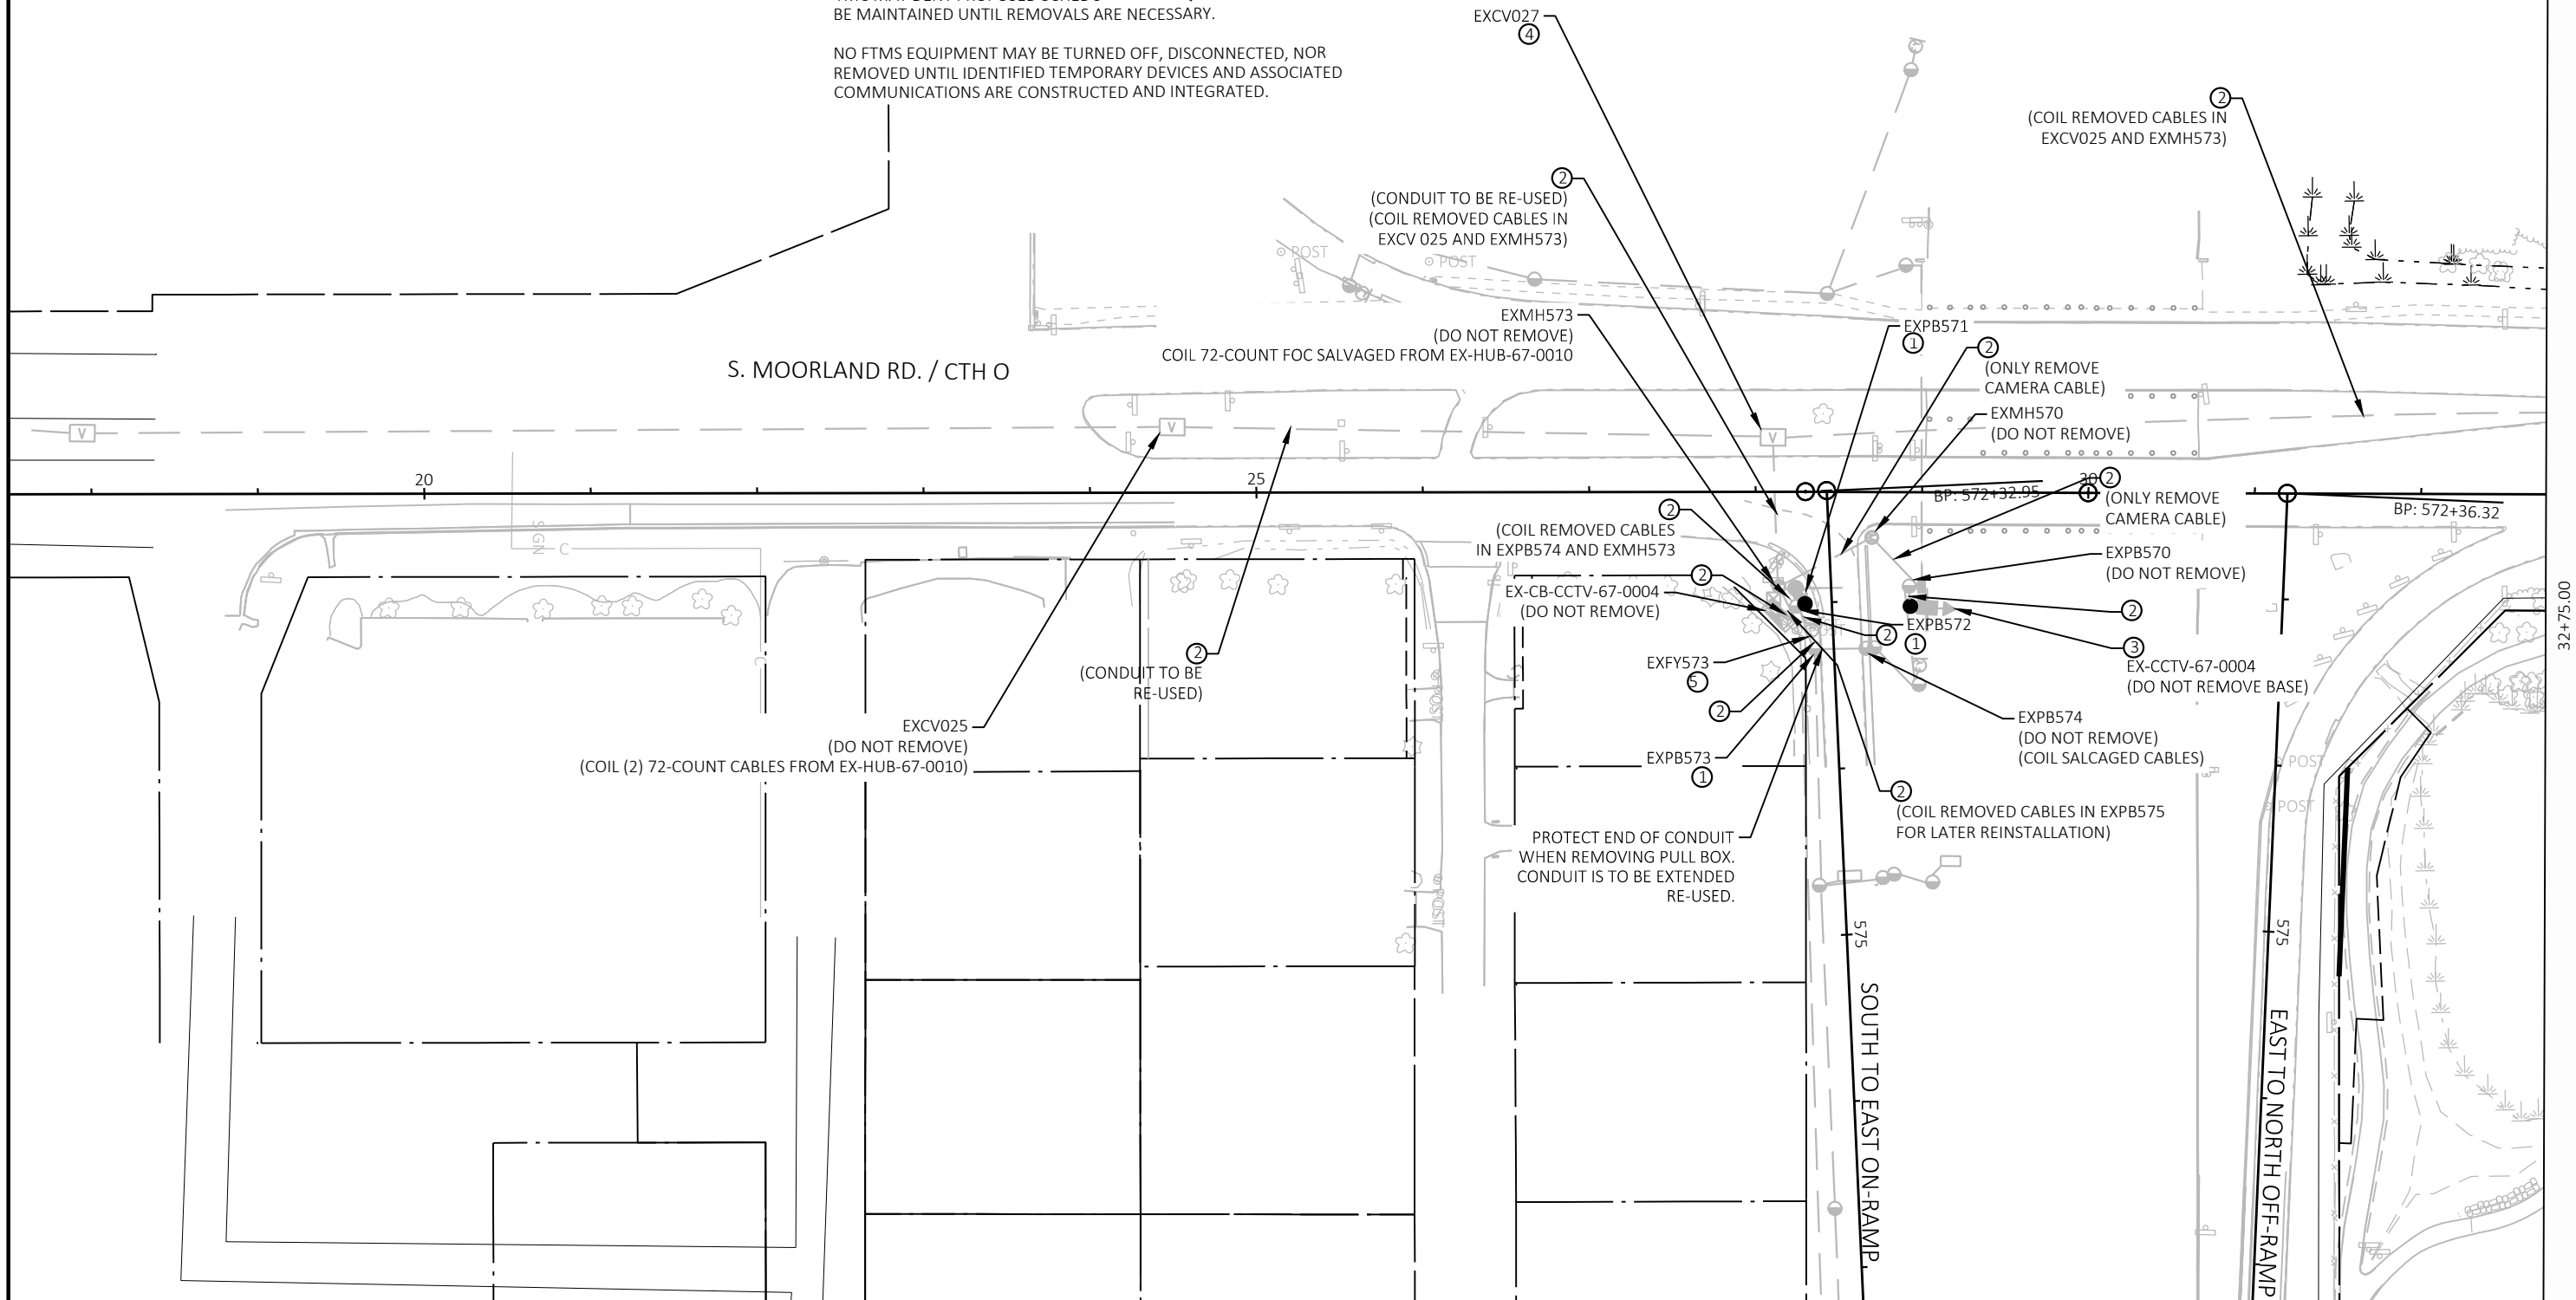 BE MAINTAINED UNTIL REMOVALS ARE NECESSARY.
NO FTMS EQUIPMENT MAY BE TURNED OFF, DISCONNECTED, NOR
REMOVED UNTIL IDENTIFIED TEMPORARY DEVICES AND ASSOCIATED
COMMUNICATIONS ARE CONSTRUCTED AND INTEGRATED.
EXCV027
4
2
(COIL REMOVED CABLES IN
EXCV025 AND EXMH573)
2
(CONDUIT TO BE RE-USED)
(COIL REMOVED CABLES IN
EXCV 025 AND EXMH573)
POST
POST
EXMH573
(DO NOT REMOVE)
COIL 72-COUNT FOC SALVAGED FROM EX-HUB-67-0010
EXPB571
1
2
(ONLY REMOVE
CAMERA CABLE)
S. MOORLAND RD. / CTH O
EXMH570
(DO NOT REMOVE)
V
V
V
20
25
30
BP: 572+32.95
2
(ONLY REMOVE
CAMERA CABLE)
BP: 572+36.32
2
(COIL REMOVED CABLES
IN EXPB574 AND EXMH573
SIGN
C
C
EXPB570
(DO NOT REMOVE)
2
EX-CB-CCTV-67-0004
(DO NOT REMOVE)
2
EXPB572
1
2
3
EX-CCTV-67-0004
(DO NOT REMOVE BASE)
32+75.00
2
(CONDUIT TO BE
RE-USED)
EXFY573
5
2
EXCV025
(DO NOT REMOVE)
(COIL (2) 72-COUNT CABLES FROM EX-HUB-67-0010)
EXPB574
(DO NOT REMOVE)
(COIL SALCAGED CABLES)
EXPB573
1
POST
POST
POST
POST
2
(COIL REMOVED CABLES IN EXPB575
FOR LATER REINSTALLATION)
PROTECT END OF CONDUIT
WHEN REMOVING PULL BOX.
CONDUIT IS TO BE EXTENDED
RE-USED.
575
575
SOUTH TO EAST ON-RAMP
EAST TO NORTH OFF-RAMP